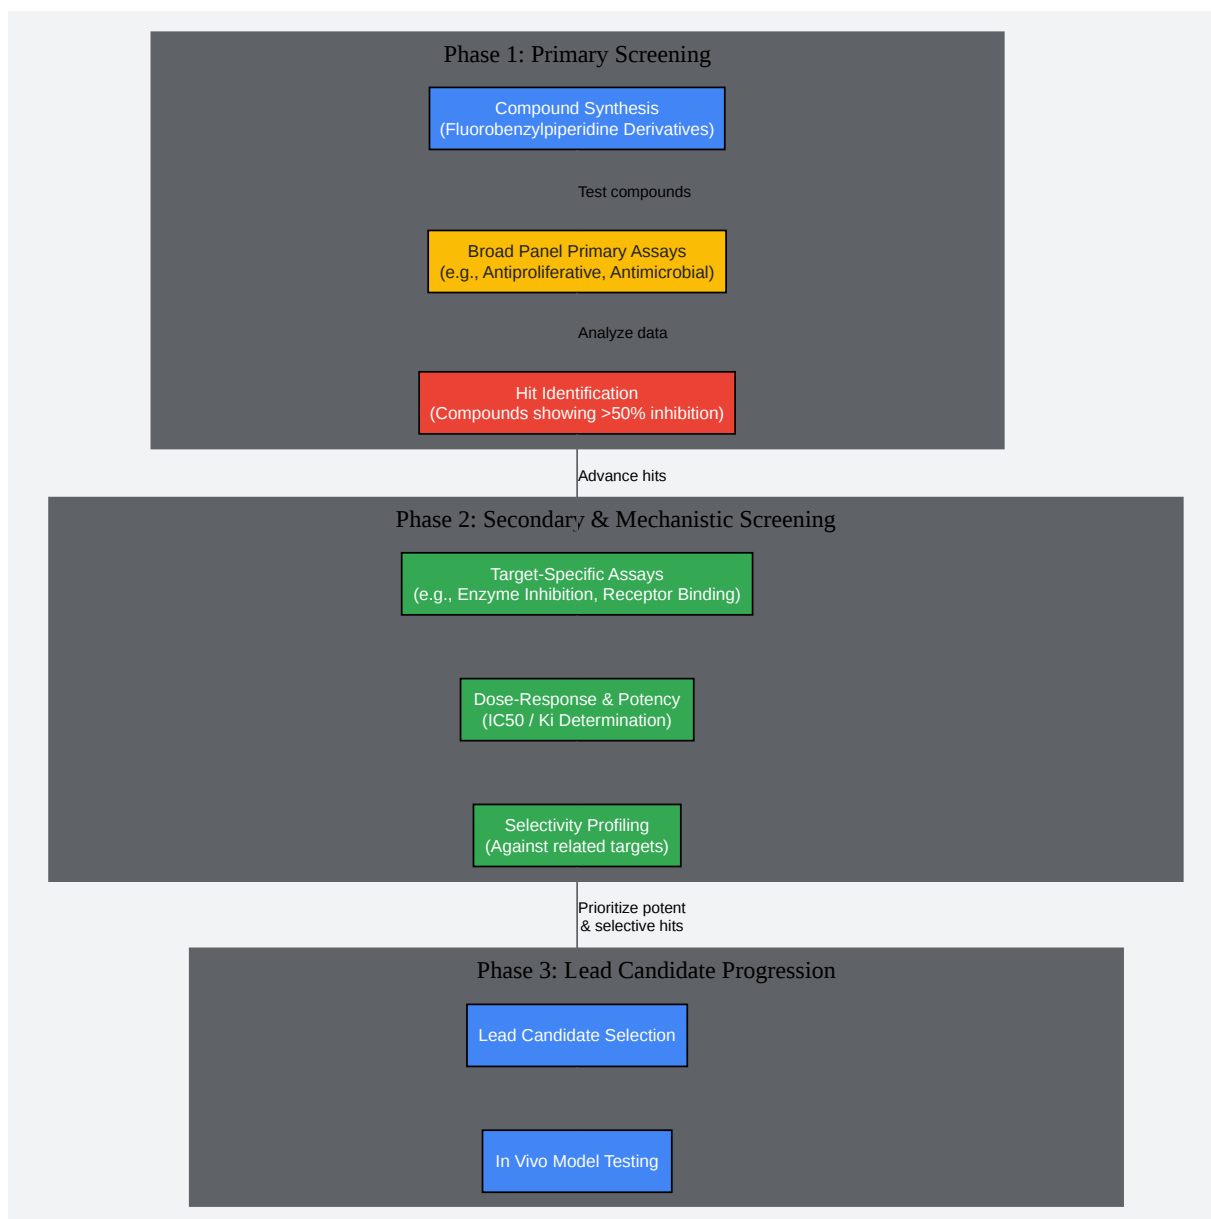 Phase 1: Primary Screening
Compound Synthesis
(Fluorobenzylpiperidine Derivatives)
Test compounds
Broad Panel Primary Assays
(e.g., Antiproliferative, Antimicrobial)
Analyze data
Hit Identification
(Compounds showing >50% inhibition)
Advance hits
Phase 2: Secondary & Mechanistic Screening
Target-Specific Assays
(e.g., Enzyme Inhibition, Receptor Binding)
Dose-Response & Potency
(IC50 / Ki Determination)
Selectivity Profiling
(Against related targets)
Prioritize potent
& selective hits
Phase 3: Lead Candidate Progression
Lead Candidate Selection
In Vivo Model Testing